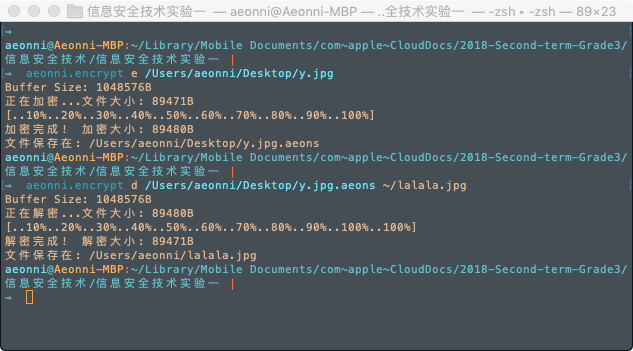 信息安全技术实验一 — aeonni@Aeonni-MBP — ..全技术实验一 — -zsh ▸ -zsh — 89×23
→
aeonni@Aeonni-MBP:~/Library/Mobile Documents/com~apple~CloudDocs/2018-Second-term-Grade3/
信息安全技术/信息安全技术实验一 |
→ aeonni.encrypt e /Users/aeonni/Desktop/y.jpg
Buffer Size: 1048576B
正在加密...文件大小: 89471B
[..10%..20%..30%..40%..50%..60%..70%..80%..90%..100%]
加密完成! 加密大小: 89480B
文件保存在: /Users/aeonni/Desktop/y.jpg.aeons
aeonni@Aeonni-MBP:~/Library/Mobile Documents/com~apple~CloudDocs/2018-Second-term-Grade3/
信息安全技术/信息安全技术实验一 |
→ aeonni.encrypt d /Users/aeonni/Desktop/y.jpg.aeons ~/lalala.jpg
Buffer Size: 1048576B
正在解密...文件大小: 89480B
[..10%..20%..30%..40%..50%..60%..70%..80%..90%..100%]
解密完成! 解密大小: 89471B
文件保存在: /Users/aeonni/lalala.jpg
aeonni@Aeonni-MBP:~/Library/Mobile Documents/com~apple~CloudDocs/2018-Second-term-Grade3/
信息安全技术/信息安全技术实验一 |
→